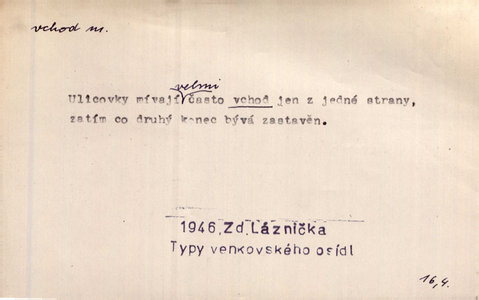 vchod m.
velmi
Ulicovky mívají často vchod jen z jedné strany,
zatím co druhý konec bývá zastavěn.
1946, Zd. Láznička
Typy venkovského osídl
16,4.